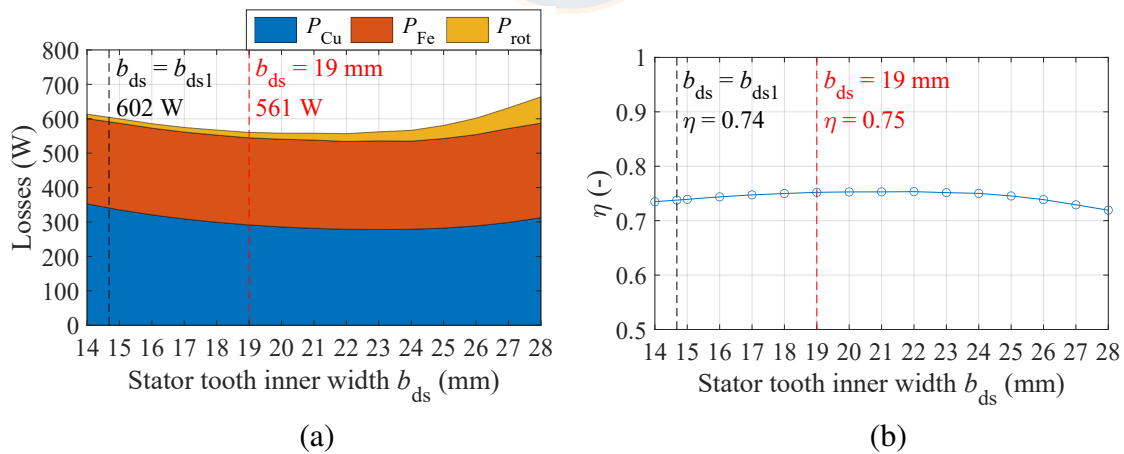 P_Cu P_Fe P_rot
800
700
600
500
400
300
200
100
0
Losses (W)
b_ds = b_ds1
602 W
b_ds = 19 mm
561 W
14 15 16 17 18 19 20 21 22 23 24 25 26 27 28
Stator tooth inner width b_ds (mm)
(a)
1
0.9
0.8
0.7
0.6
0.5
η (-)
b_ds = b_ds1
η = 0.74
b_ds = 19 mm
η = 0.75
14 15 16 17 18 19 20 21 22 23 24 25 26 27 28
Stator tooth inner width b_ds (mm)
(b)